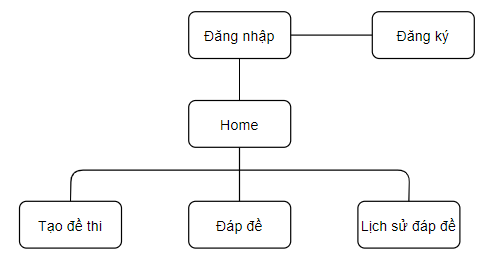 Đăng nhập
Đăng ký
Home
Tạo đề thi
Đáp đề
Lịch sử đáp đề